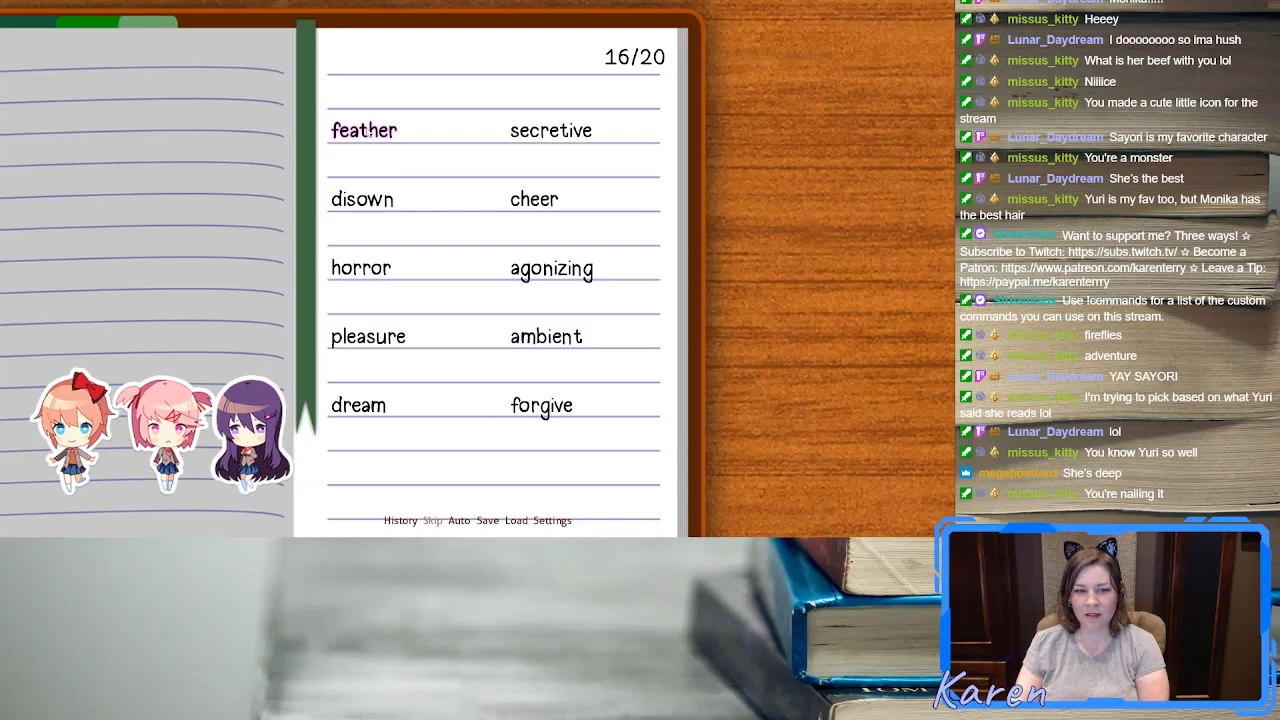 16/20
feather secretive
disown cheer
horror agonizing
pleasure ambient
dream forgive
History Skip Auto Save Load Settings
missus_kitty Heeey
Lunar_Daydream I doooooooo so Ima hush
missus_kitty What is her beef with you lol
missus_kitty Niiiice
missus_kitty You made a cute little icon for the
stream
Lunar_Daydream Sayori is my favorite character
missus_kitty You're a monster
Lunar_Daydream She's the best
missus_kitty Yuri is my fav too, but Monika has
the best hair
Want to support me? Three ways! ☆
Subscribe to Twitch: https://subs.twitch.tv/ ☆ Become a
Patron: https://www.patreon.com/karenterry ☆ Leave a Tip:
https://paypal.me/karenterrry
Use !commands for a list of the custom
commands you can use on this stream.
missus_kitty fireflies
missus_kitty adventure
Lunar_Daydream YAY SAYORI
missus_kitty I'm trying to pick based on what Yuri
said she reads lol
Lunar_Daydream lol
missus_kitty You know Yuri so well
She's deep
missus_kitty You're nailing it
Karen